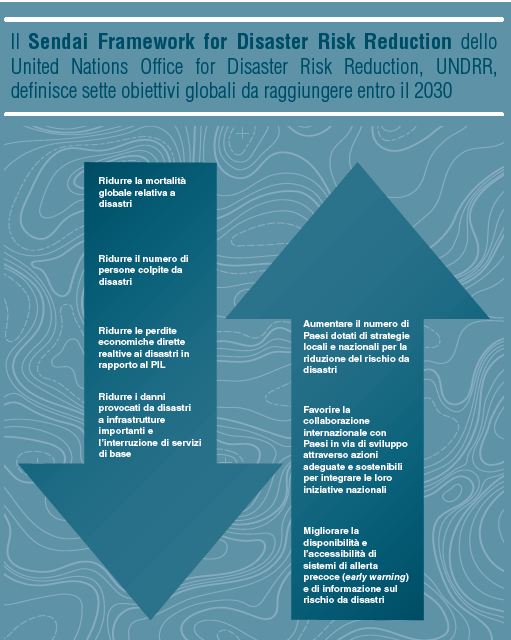 Il Sendai Framework for Disaster Risk Reduction dello
United Nations Office for Disaster Risk Reduction, UNDRR,
definisce sette obiettivi globali da raggiungere entro il 2030
Ridurre la mortalità
globale relativa a
disastri
Ridurre il numero di
persone colpite da
disastri
Ridurre le perdite
economiche dirette
realtive ai disastri in
rapporto al PIL
Ridurre i danni
provocati da disastri
a infrastrutture
importanti e
l'interruzione di servizi
di base
Aumentare il numero di
Paesi dotati di strategie
locali e nazionali per la
riduzione del rischio da
disastri
Favorire la
collaborazione
internazionale con
Paesi in via di sviluppo
attraverso azioni
adeguate e sostenibili
per integrare le loro
iniziative nazionali
Migliorare la
disponibilità e
l'accessibilità di
sistemi di allerta
precoce (early warning)
e di informazione sul
rischio da disastri